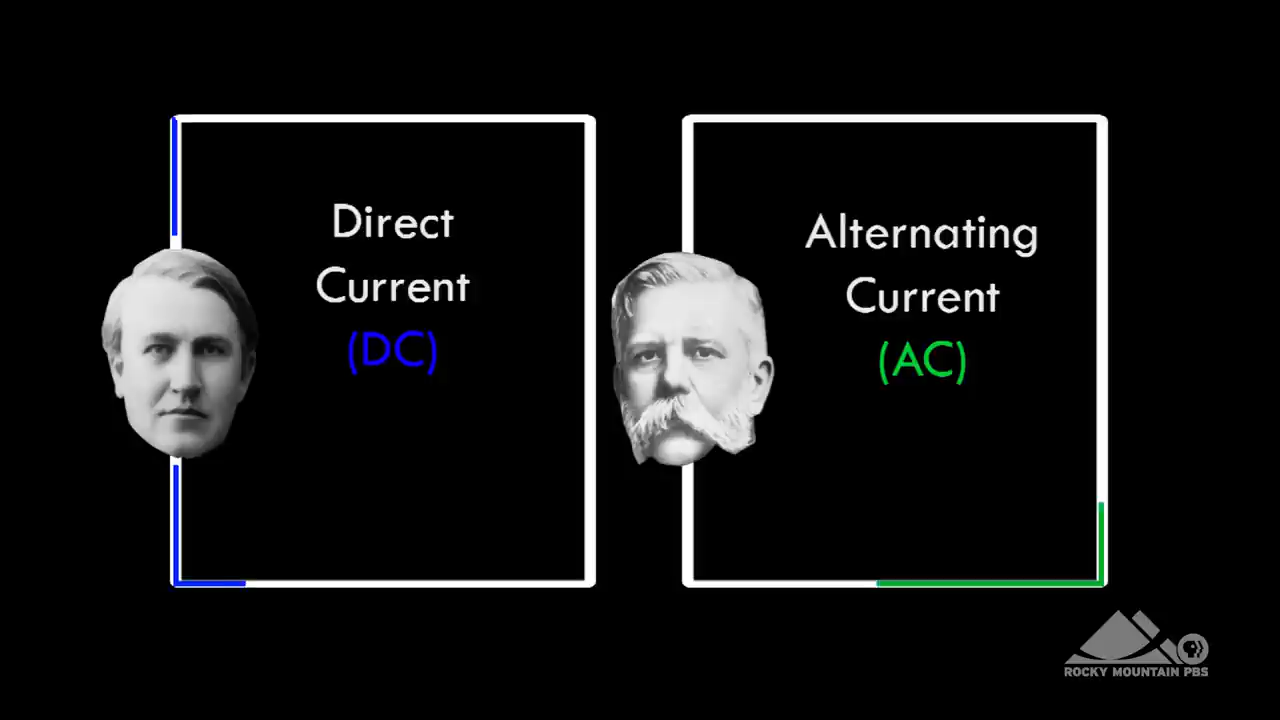 Direct
Current
(DC)
Alternating
Current
(AC)
ROCKY MOUNTAIN PBS